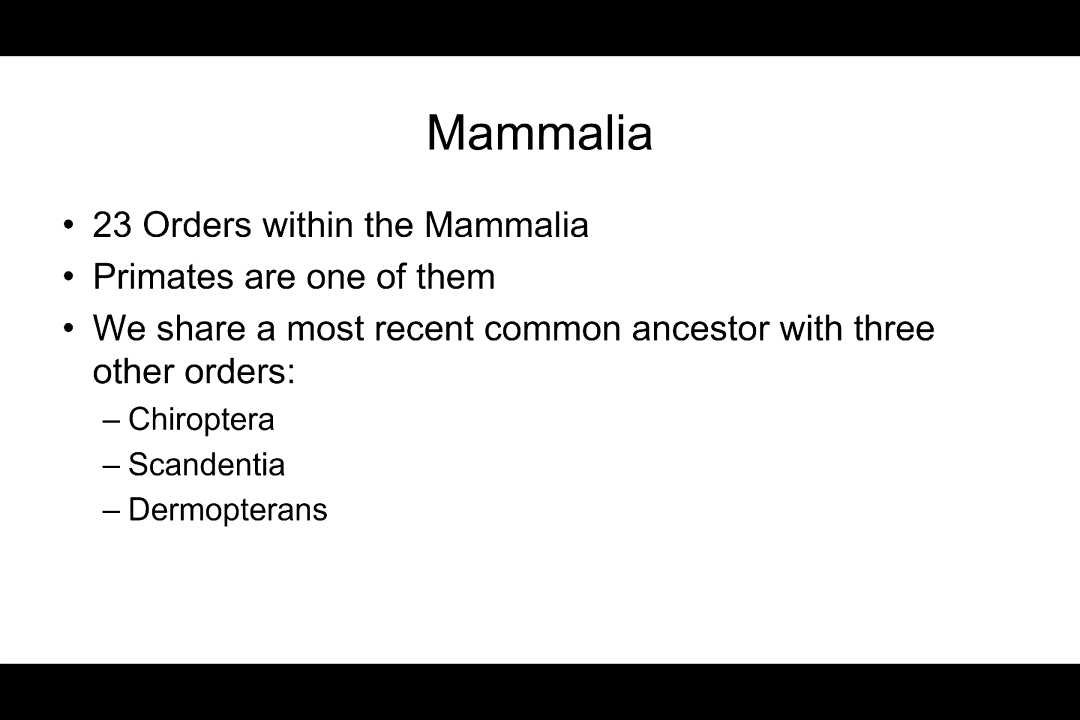 Mammalia
• 23 Orders within the Mammalia
• Primates are one of them
• We share a most recent common ancestor with three
other orders:
– Chiroptera
– Scandentia
– Dermopterans